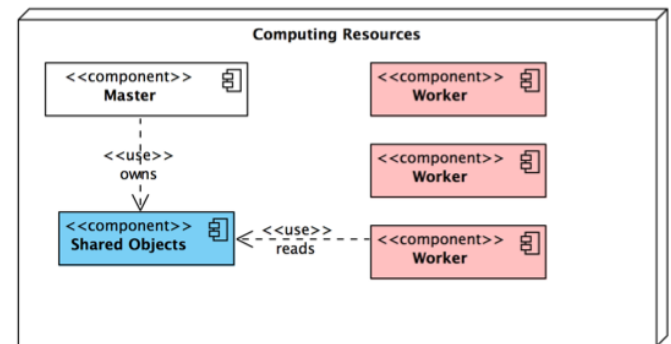 Computing Resources
<<component>>
Master
<<component>>
Worker
<<component>>
Worker
<<use>>
owns
<<component>>
Shared Objects
<<use>>
reads
<<component>>
Worker